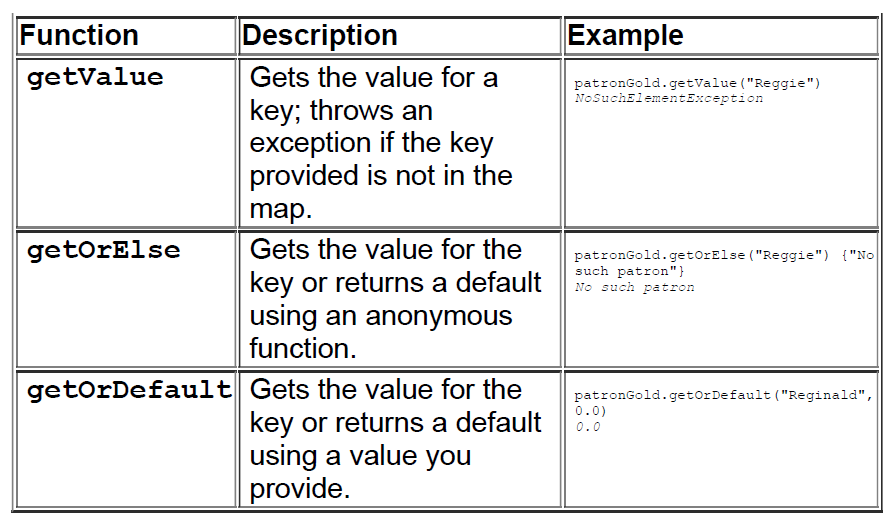 Function Description Example
getValue Gets the value for a
key; throws an
exception if the key
provided is not in the
map.
patronGold.getValue("Reggie")
NoSuchElementException
getOrElse Gets the value for the
key or returns a default
using an anonymous
function.
patronGold.getOrElse("Reggie") {"No
such patron"}
No such patron
getOrDefault Gets the value for the
key or returns a default
using a value you
provide.
patronGold.getOrDefault("Reginald",
0.0)
0.0